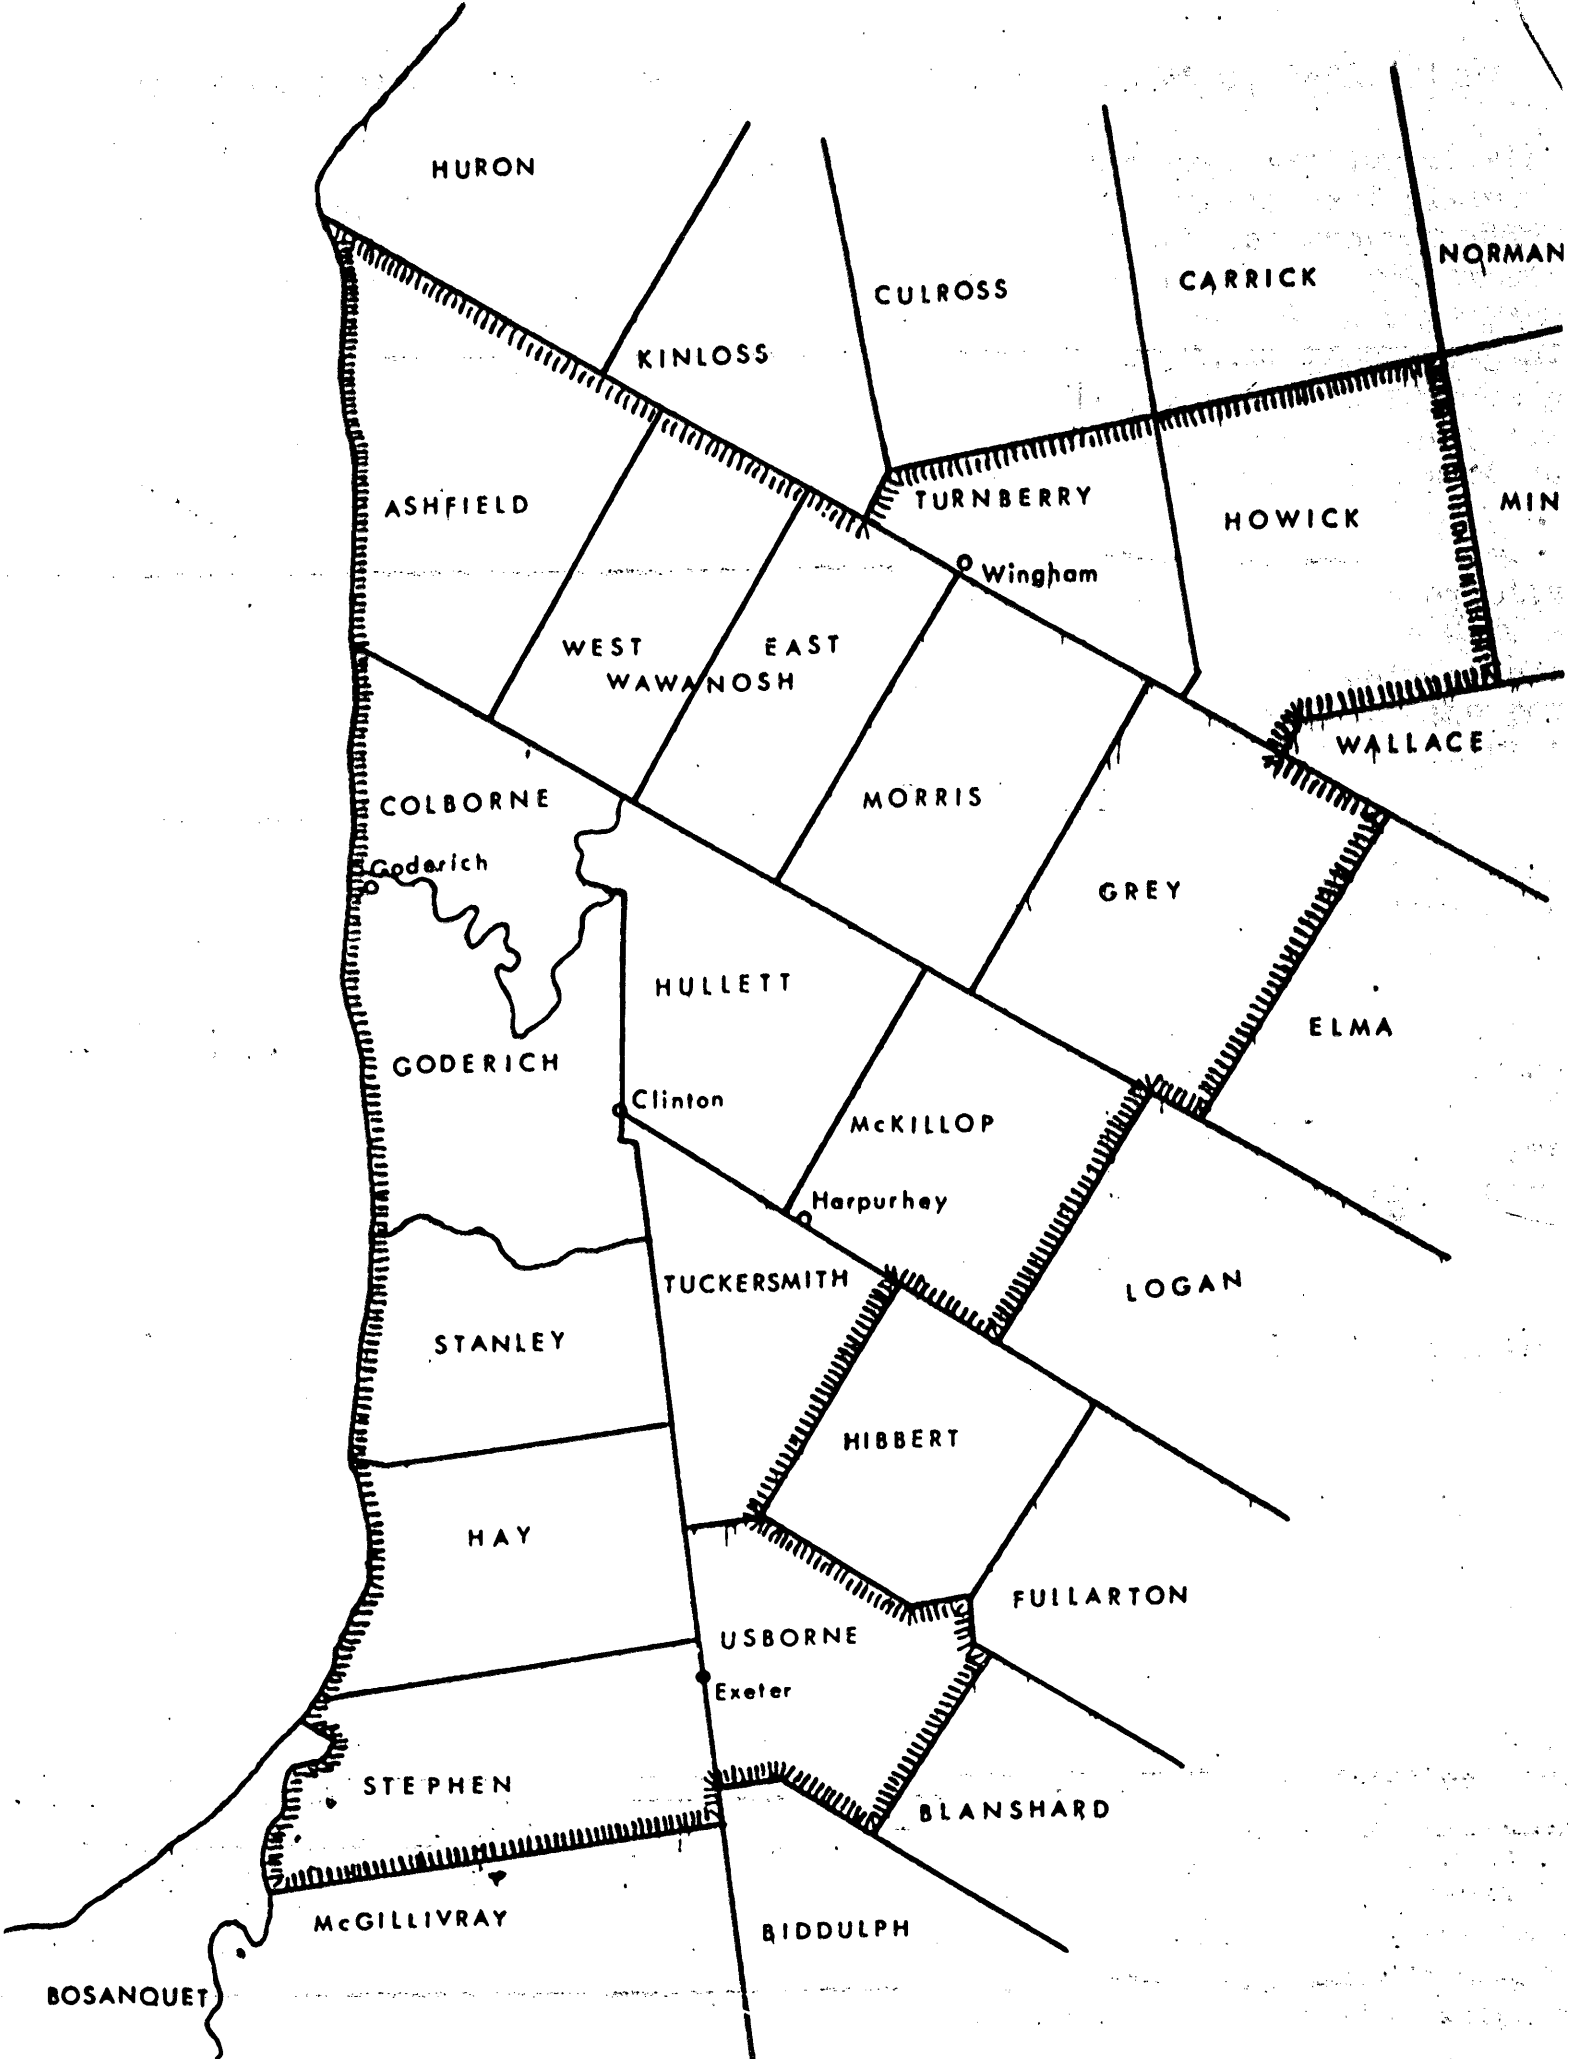 HURON
NORMAN
CARRICK
CULROSS
KINLOSS
TURNBERRY
MIN
ASHFIELD
HOWICK
Wingham
WEST EAST
WAWANOSH
WALLACE
COLBORNE
MORRIS
Goderich
GREY
HULLETT
ELMA
GODERICH
Clinton
McKILLOP
Harpurhey
TUCKERSMITH
LOGAN
STANLEY
HIBBERT
HAY
FULLARTON
USBORNE
Exeter
STEPHEN
BLANSHARD
McGILLIVRAY
BIDDULPH
BOSANQUET